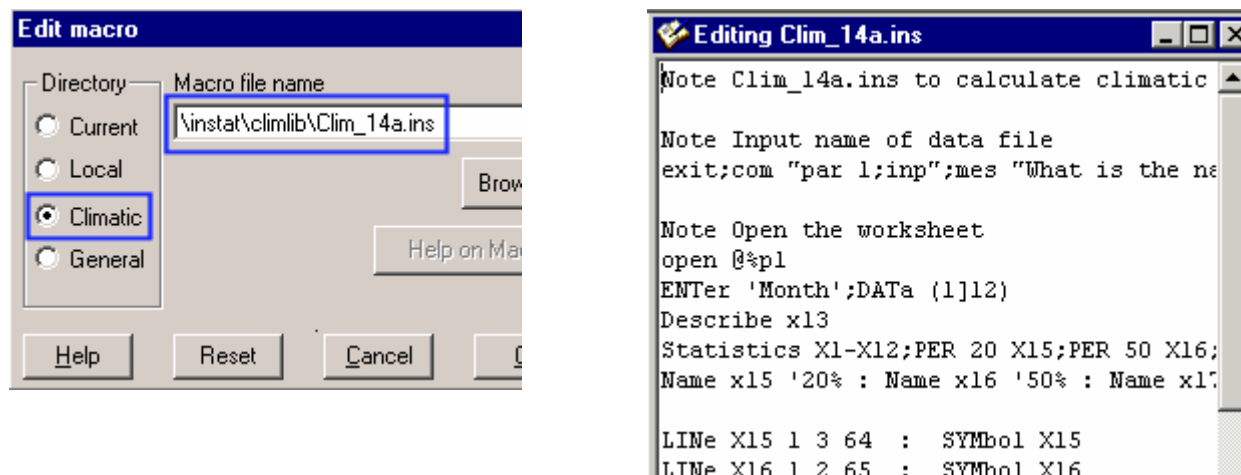 Edit macro
Directory
Current
Local
Climatic
General
Macro file name
\instat\climlib\Clim_14a.ins
Brow
Help on Ma
Help
Reset
Cancel
Editing Clim_14a.ins
Note Clim_14a.ins to calculate climatic
Note Input name of data file
exit;com "par 1;inp";mes "What is the na
Note Open the worksheet
open @%p1
ENTer 'Month';DATa (1]12)
Describe x13
Statistics X1-X12;PER 20 X15;PER 50 X16;
Name x15 '20% : Name x16 '50% : Name x17
LINe X15 1 3 64 : SYMbol X15
LINe X16 1 2 65 : SYMbol X16